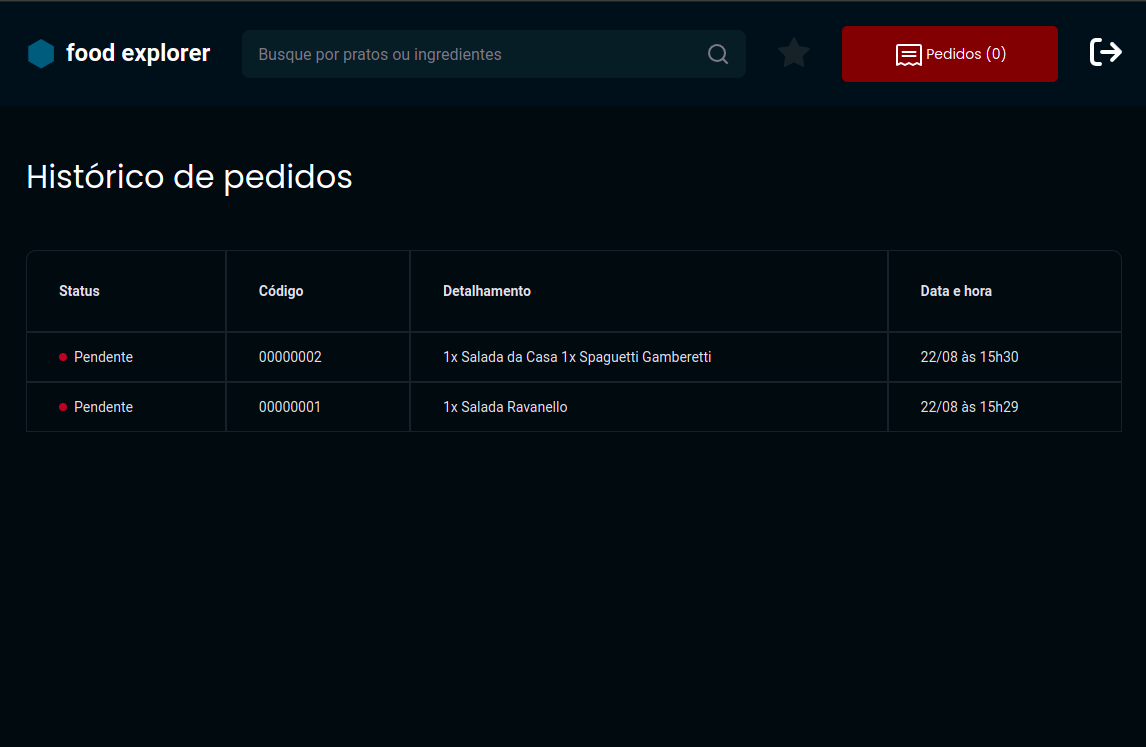 food explorer
Busque por pratos ou ingredientes
Pedidos (0)
Histórico de pedidos
Status Código Detalhamento Data e hora
Pendente 00000002 1x Salada da Casa 1x Spaguetti Gamberetti 22/08 às 15h30
Pendente 00000001 1x Salada Ravanello 22/08 às 15h29